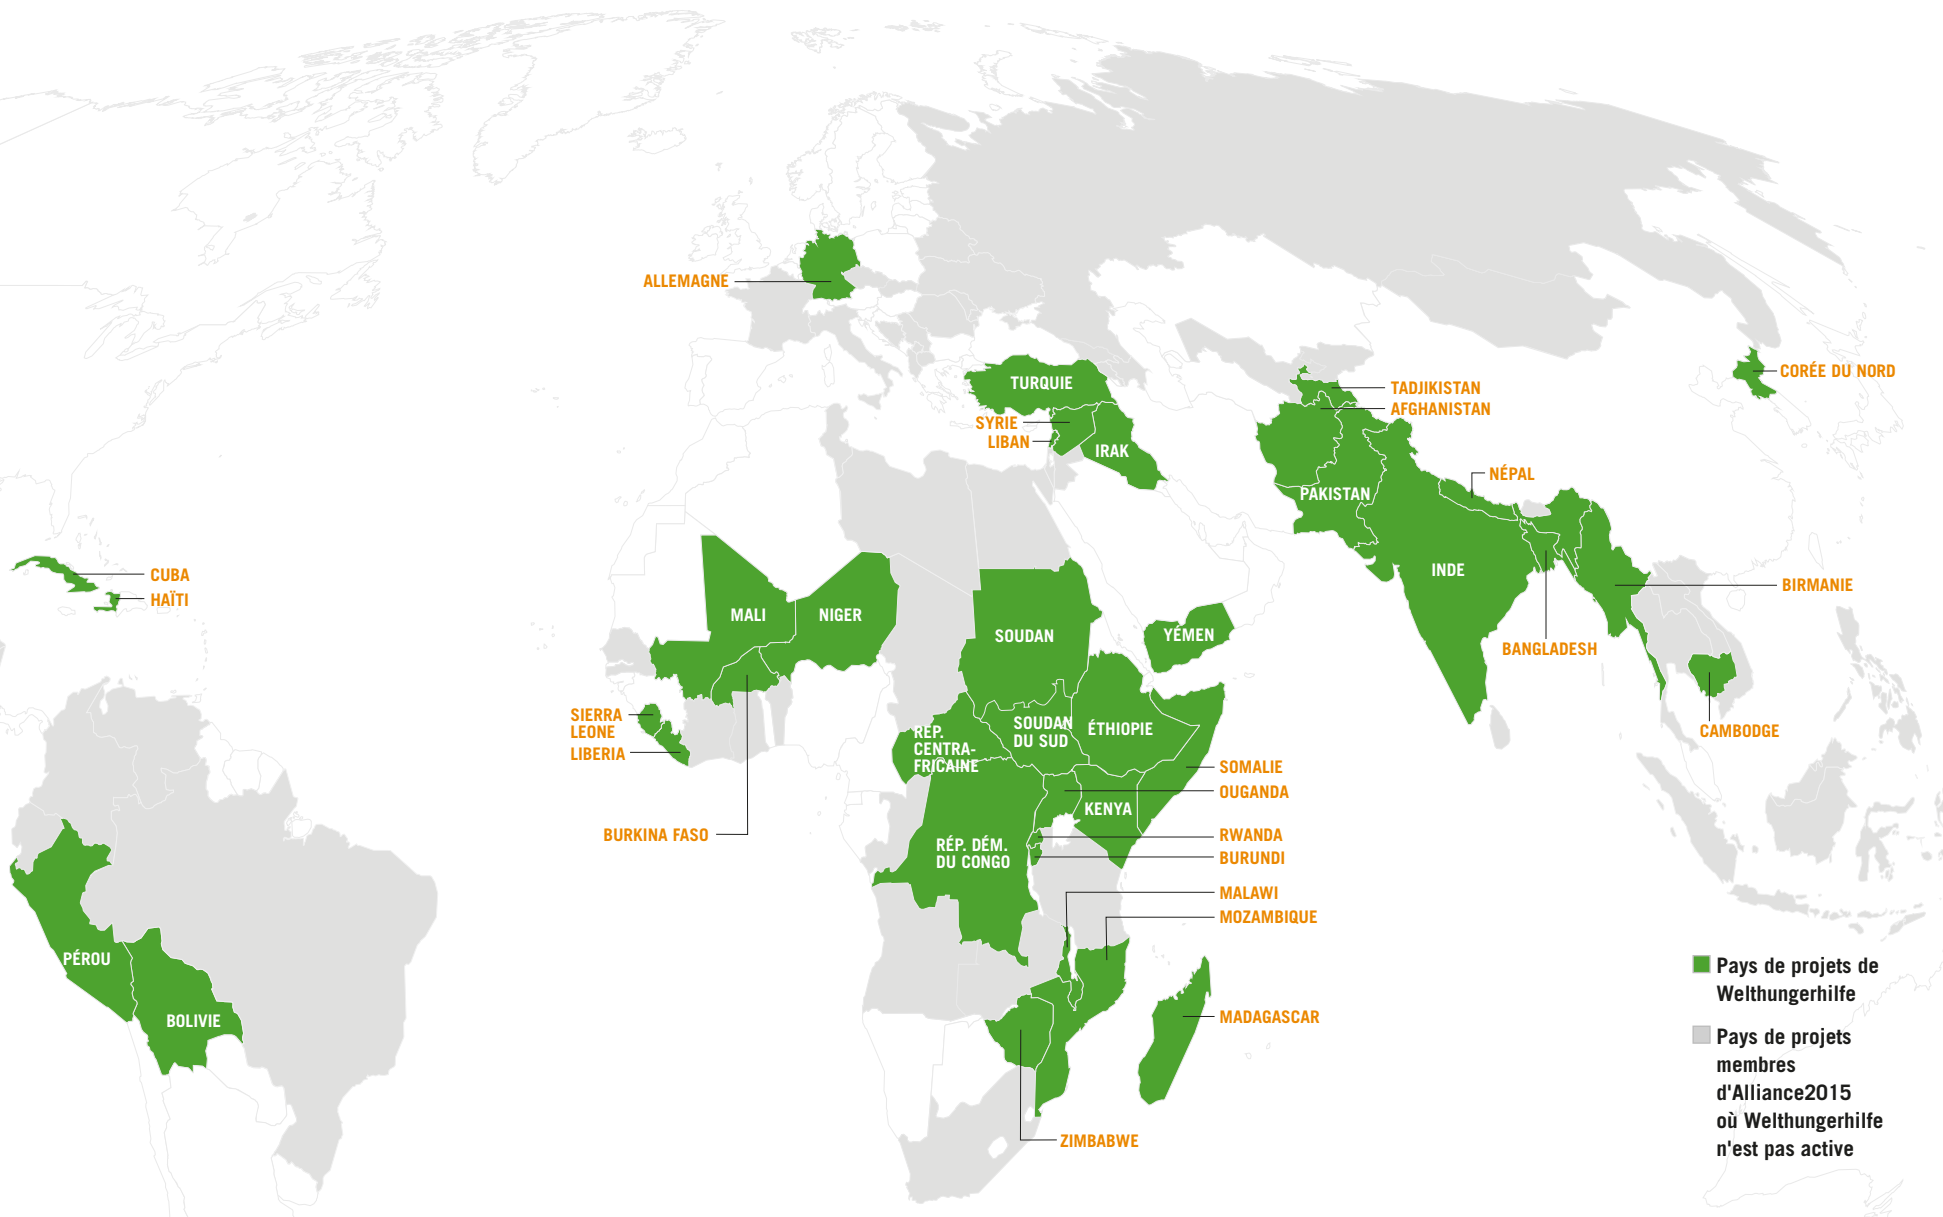 ALLEMAGNE
TURQUIE
SYRIE
LIBAN
IRAK
TADJIKISTAN
AFGHANISTAN
CORÉE DU NORD
PAKISTAN
NÉPAL
INDE
BIRMANIE
BANGLADESH
CAMBODGE
CUBA
HAÏTI
MALI
NIGER
SOUDAN
YÉMEN
SIERRA
LEONE
LIBERIA
BURKINA FASO
RÉP.
CENTRA-
FRICAINE
SOUDAN
DU SUD
ÉTHIOPIE
SOMALIE
OUGANDA
KENYA
RWANDA
BURUNDI
RÉP. DÉM.
DU CONGO
MALAWI
MOZAMBIQUE
MADAGASCAR
ZIMBABWE
PÉROU
BOLIVIE
Pays de projets de
Welthungerhilfe
Pays de projets
membres
d'Alliance2015
où Welthungerhilfe
n'est pas active